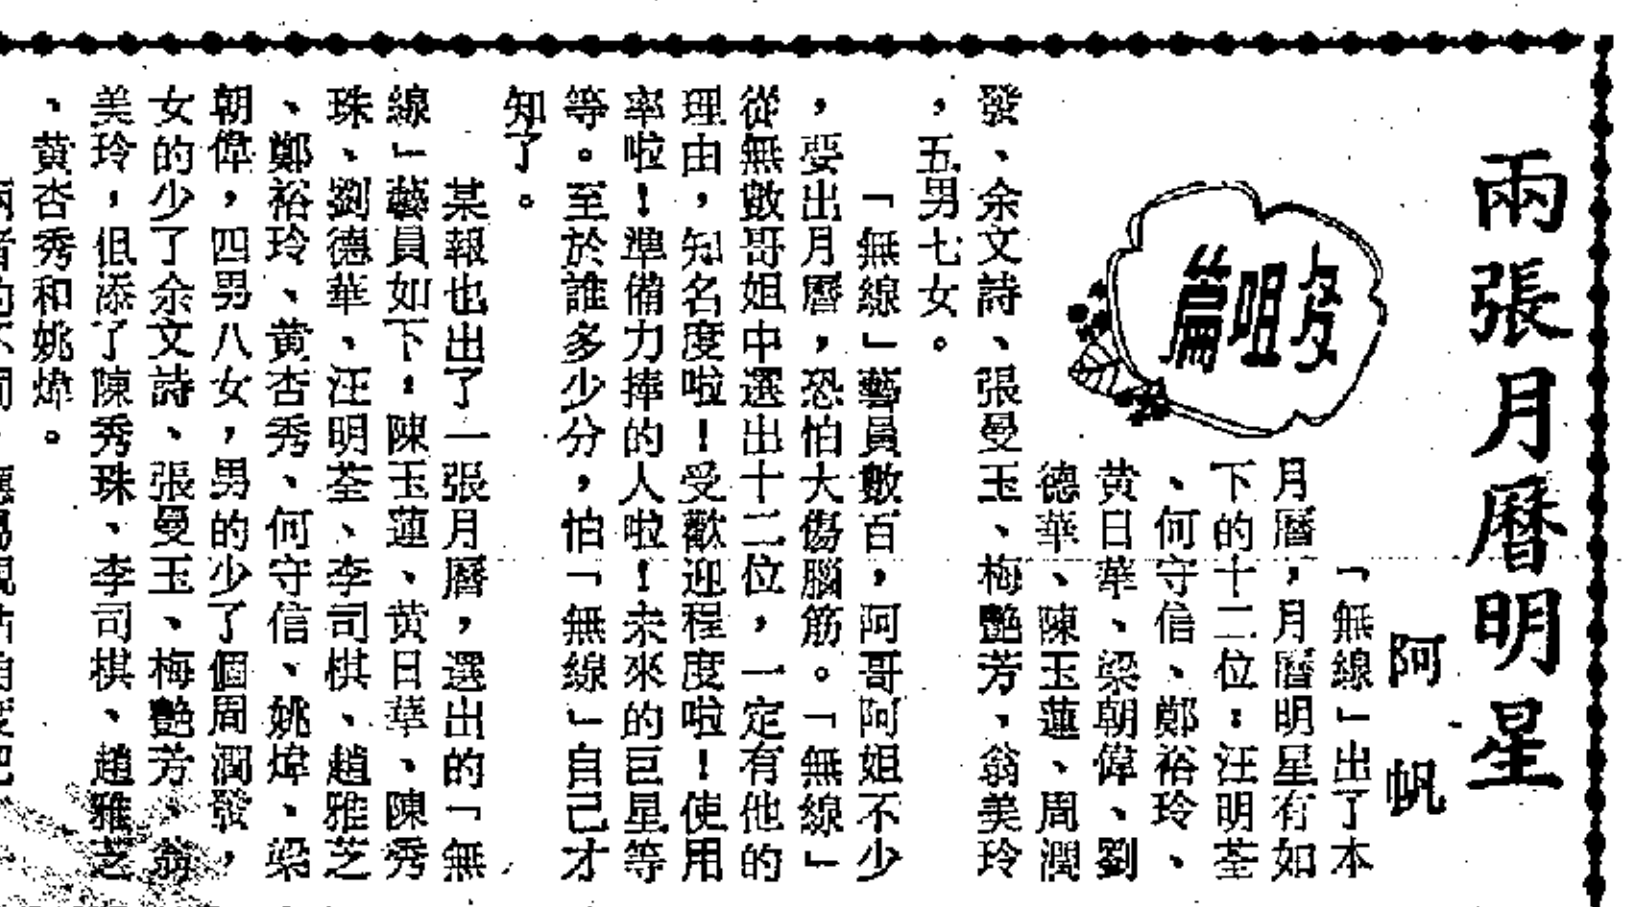 兩張月曆明星
阿帆
多咀篇
「無線」出了本
月曆，月曆明星有如
下的十二位：汪明荃
、何守信、鄭裕玲、
黃日華、梁朝偉、劉
德華、陳玉蓮、周潤
發、余文詩、張曼玉、梅艷芳、翁美玲
，五男七女。
「無線」藝員數百，阿哥阿姐不少
，要出月曆，恐怕大傷腦筋。「無線」
從無數哥姐中選出十二位，一定有他的
理由，知名度啦！受歡迎程度啦！使用
率啦！準備力捧的人啦！未來的巨星等
等。至於誰多少分，怕「無線」自己才
知了。
某報也出了一張月曆，選出的「無
線」藝員如下：陳玉蓮、黃日華、陳秀
珠、劉德華、汪明荃、李司棋、趙雅芝
、鄭裕玲、黃杏秀、何守信、姚煒、梁
朝偉，四男八女，男的少了個周潤發，
女的少了余文詩、張曼玉、梅艷芳、翁
美玲，但添了陳秀珠、李司棋、趙雅芝
、黃杏秀和姚煒。